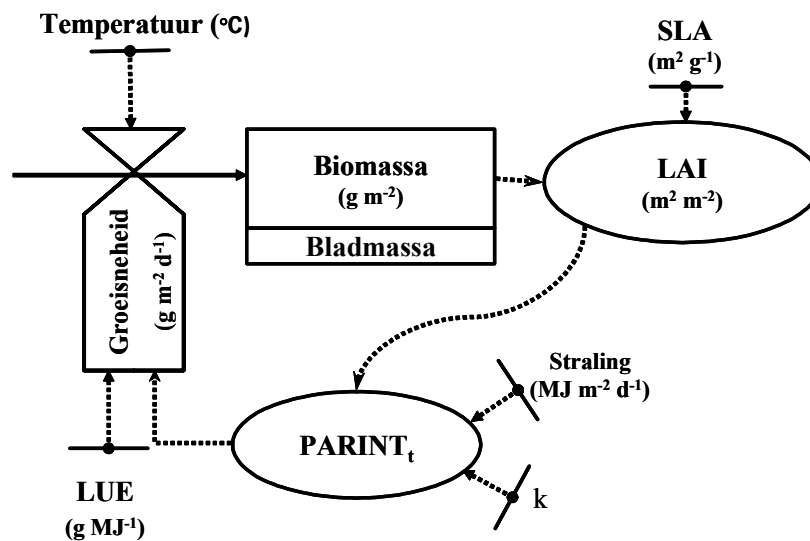 Temperatuur (°C)
SLA
(m² g⁻¹)
Biomassa
(g m⁻²)
Bladmassa
LAI
(m² m⁻²)
Groeisneheid
(g m⁻² d⁻¹)
Straling
(MJ m⁻² d⁻¹)
PARINTₜ
k
LUE
(g MJ⁻¹)